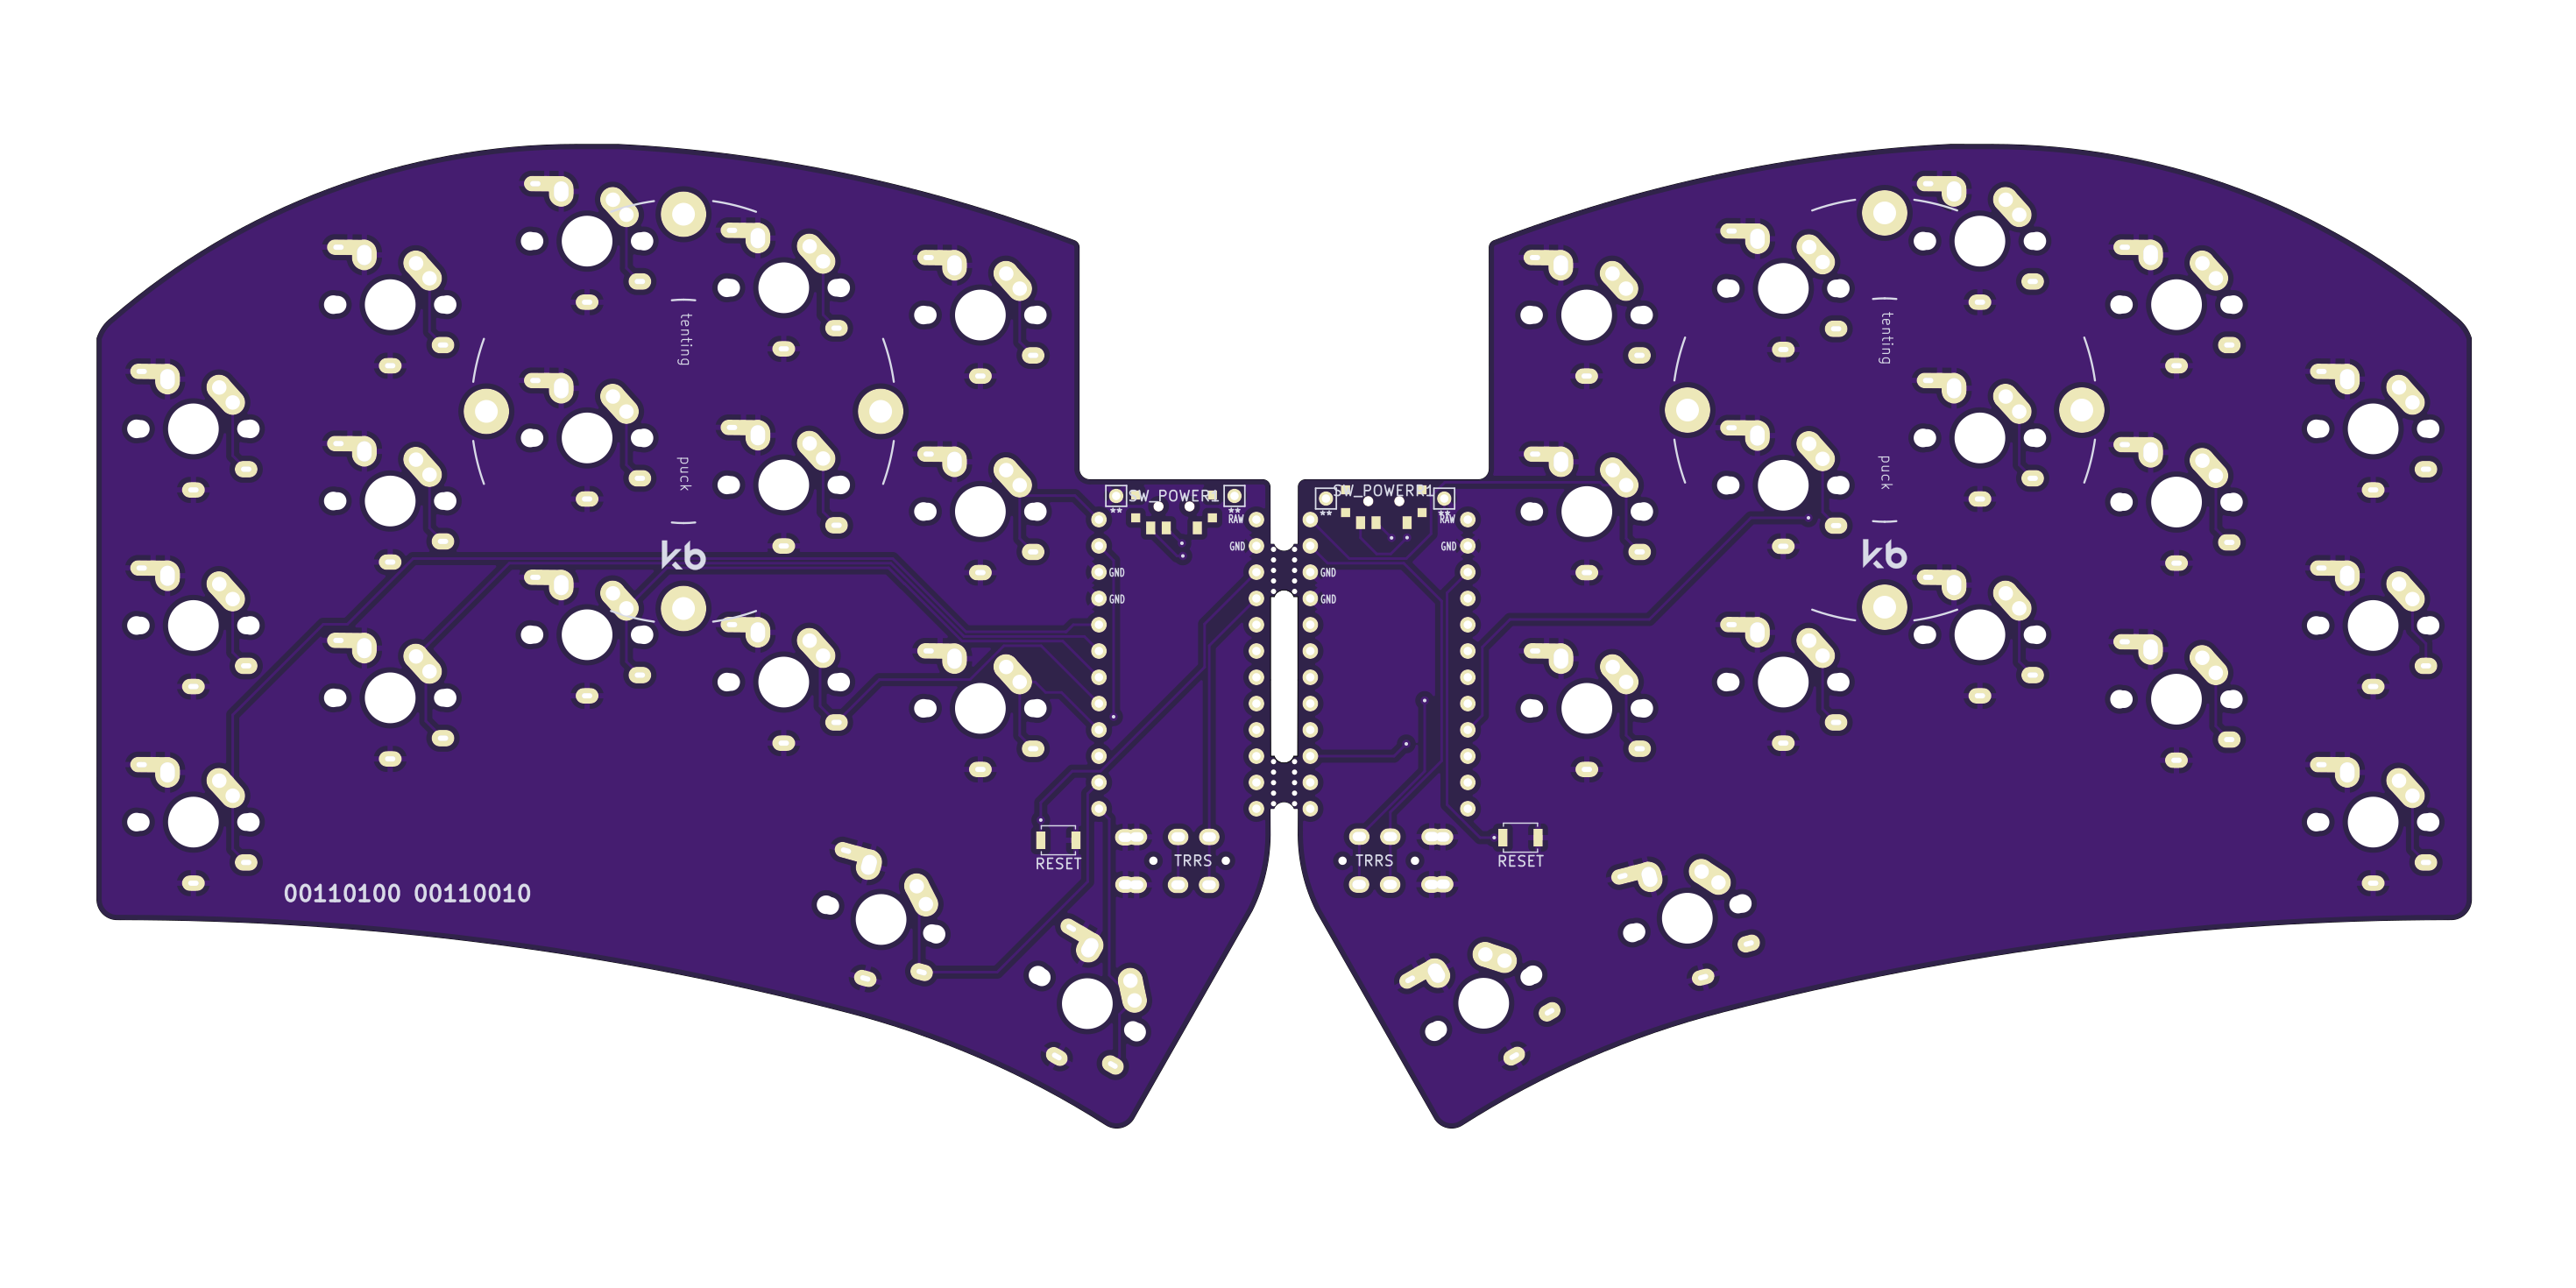 tenting
puck
kb
SW_POWER1
**
**
RAW
GND
GND
GND
RESET
TRRS
00110100 00110010
tenting
puck
kb
SW_POWERR1
**
**
RAW
GND
GND
GND
TRRS
RESET